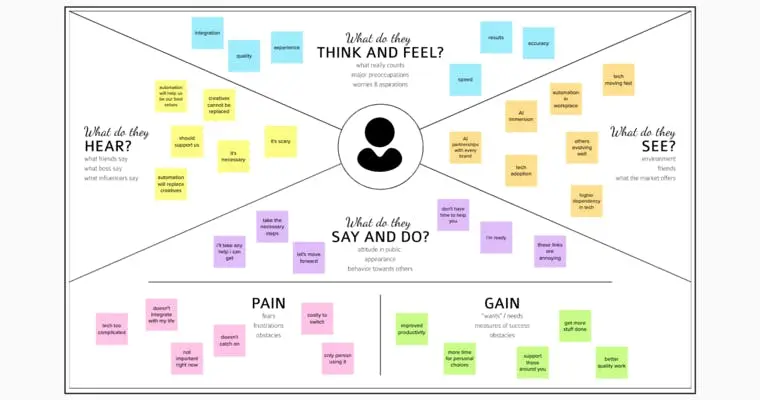 What do they
THINK AND FEEL?
what really counts
major preoccupations
worries & aspirations
integration
quality
experience
results
accuracy
speed
What do they
HEAR?
what friends say
what boss say
what influencers say
automation
will help us
be our best
selves
creatives
cannot be
replaced
should
support us
it's
necessary
it's scary
automation
will replace
creatives
What do they
SEE?
environment
friends
what the market offers
tech
moving fast
automation
in
workplace
AI
immersion
AI
partnerships
with every
brand
others
evolving
well
tech
adoption
higher
dependency
in tech
What do they
SAY AND DO?
attitude in public
appearance
behavior towards others
take the
necessary
steps
i'll take any
help i can
get
let's move
forward
don't have
time to help
you
i'm ready
these links
are
annoying
PAIN
fears
frustrations
obstacles
tech too
complicated
doesn't
integrate
with my life
not
important
right now
doesn't
catch on
costly to
switch
only person
using it
GAIN
"wants" / needs
measures of success
obstacles
improved
productivity
more time
for personal
choices
support
those
around you
get more
stuff done
better
quality work